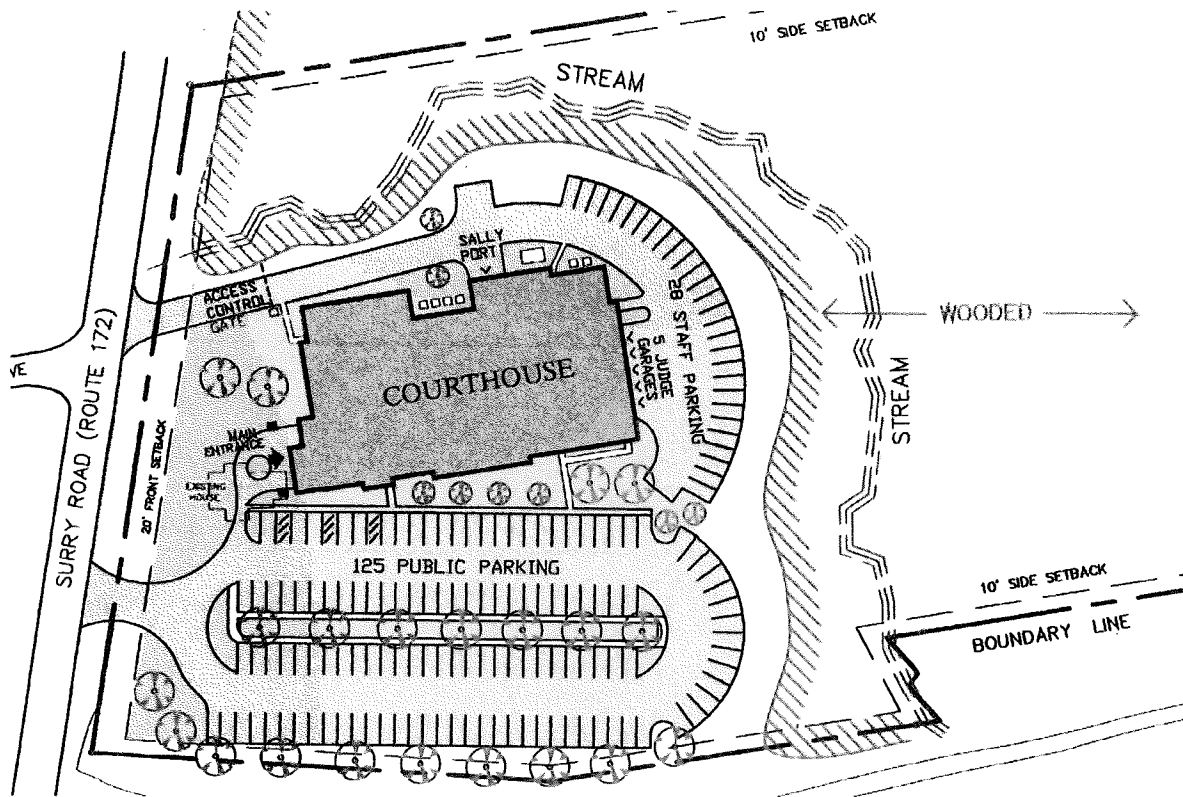 10' SIDE SETBACK
STREAM
SALLY
PORT
ACCESS
CONTROL
GATE
28 STAFF PARKING
5 JUDGE
GARAGES
WOODED
COURTHOUSE
VE
SURRY ROAD (ROUTE 172)
20' FRONT SETBACK
MAIN
ENTRANCE
EXISTING
HOUSE
STREAM
125 PUBLIC PARKING
10' SIDE SETBACK
BOUNDARY LINE